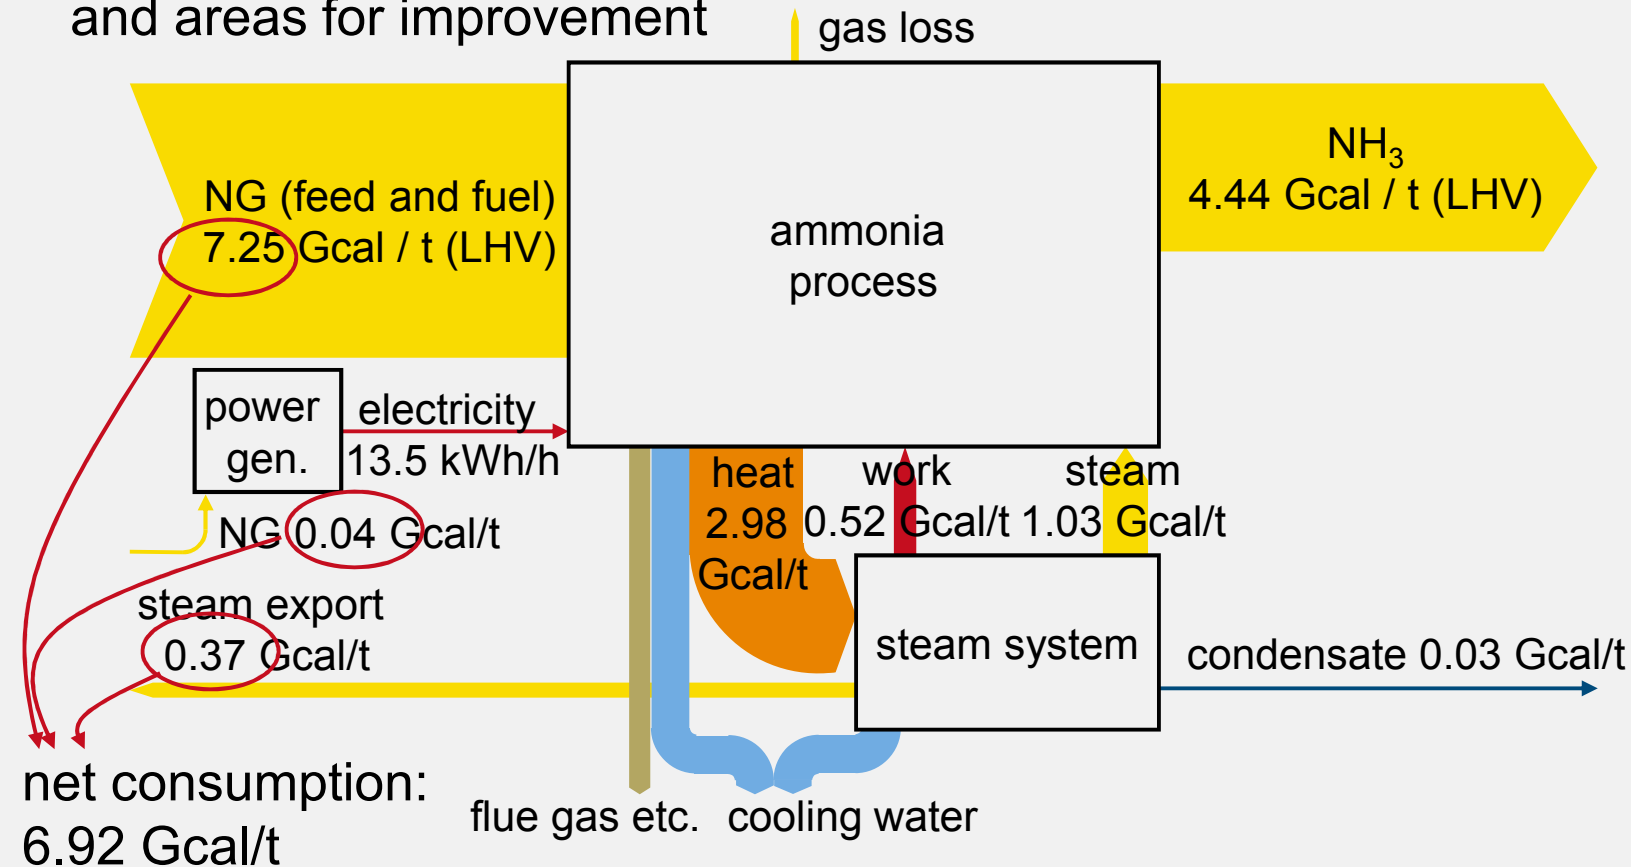 and areas for improvement
gas loss
NG (feed and fuel)
7.25 Gcal / t (LHV)
ammonia
process
NH₃
4.44 Gcal / t (LHV)
power
gen.
electricity
13.5 kWh/h
NG 0.04 Gcal/t
heat
2.98
Gcal/t
work
0.52 Gcal/t
steam
1.03 Gcal/t
steam export
0.37 Gcal/t
steam system
condensate 0.03 Gcal/t
net consumption:
6.92 Gcal/t
flue gas etc.
cooling water